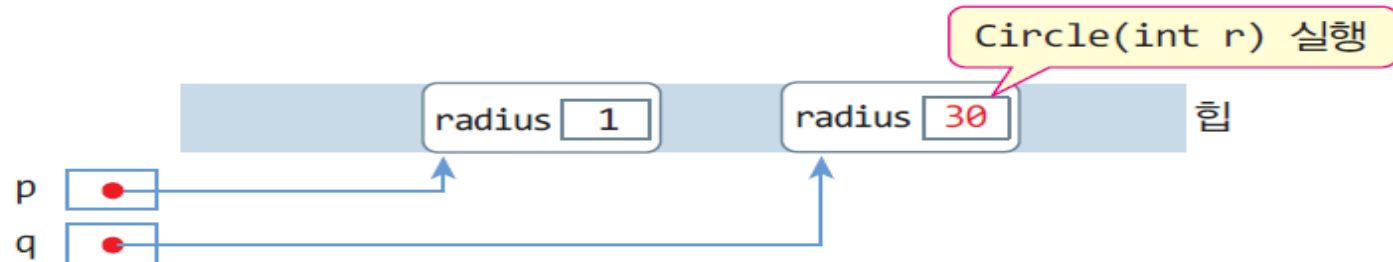 Circle(int r) 실행
radius 1
radius 30
힙
p
q